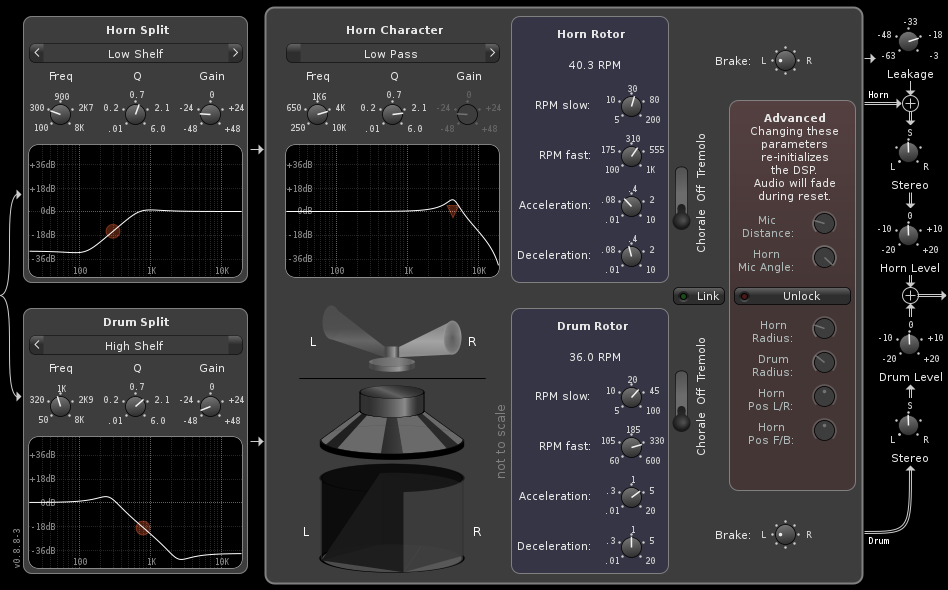 Horn Split
< Low Shelf >
Freq Q Gain
900 0.7 0
300 2K7 0.2 2.1 -24 +24
100 8K .01 6.0 -48 +48
+36dB
+18dB
0dB
-18dB
-36dB
100 1K 10K
Drum Split
< High Shelf
Freq Q Gain
1K 0.7 0
320 2K9 0.2 2.1 -24 +24
50 8K .01 6.0 -48 +48
+36dB
+18dB
0dB
-18dB
-36dB
100 1K 10K
v0.8.8-3
Horn Character
Low Pass >
Freq Q Gain
1K6 0.7 0
650 4K 0.2 2.1 -24 +24
250 10K .01 6.0 -48 +48
+36dB
+18dB
0dB
-18dB
-36dB
100 1K 10K
L R
L R
not to scale
Horn Rotor
40.3 RPM
30
RPM slow: 10 80
5 200
310
RPM fast: 175 555
100 1K
.4
Acceleration: .08 2
.01 10
.4
Deceleration: .08 2
.01 10
Chorale Off Tremolo
Link
Drum Rotor
36.0 RPM
20
RPM slow: 10 45
5 100
185
RPM fast: 105 330
60 600
1
Acceleration: .3 5
.01 20
1
Deceleration: .3 5
.01 20
Chorale Off Tremolo
Brake: L R
Advanced
Changing these
parameters
re-initializes
the DSP.
Audio will fade
during reset.
Mic
Distance:
Horn
Mic Angle:
Unlock
Horn
Radius:
Drum
Radius:
Horn
Pos L/R:
Horn
Pos F/B:
Brake: L R
-33
-48 -18
-63 -3
Leakage
Horn
S
L R
Stereo
0
-10 +10
-20 +20
Horn Level
0
-10 +10
-20 +20
Drum Level
S
L R
Stereo
Drum